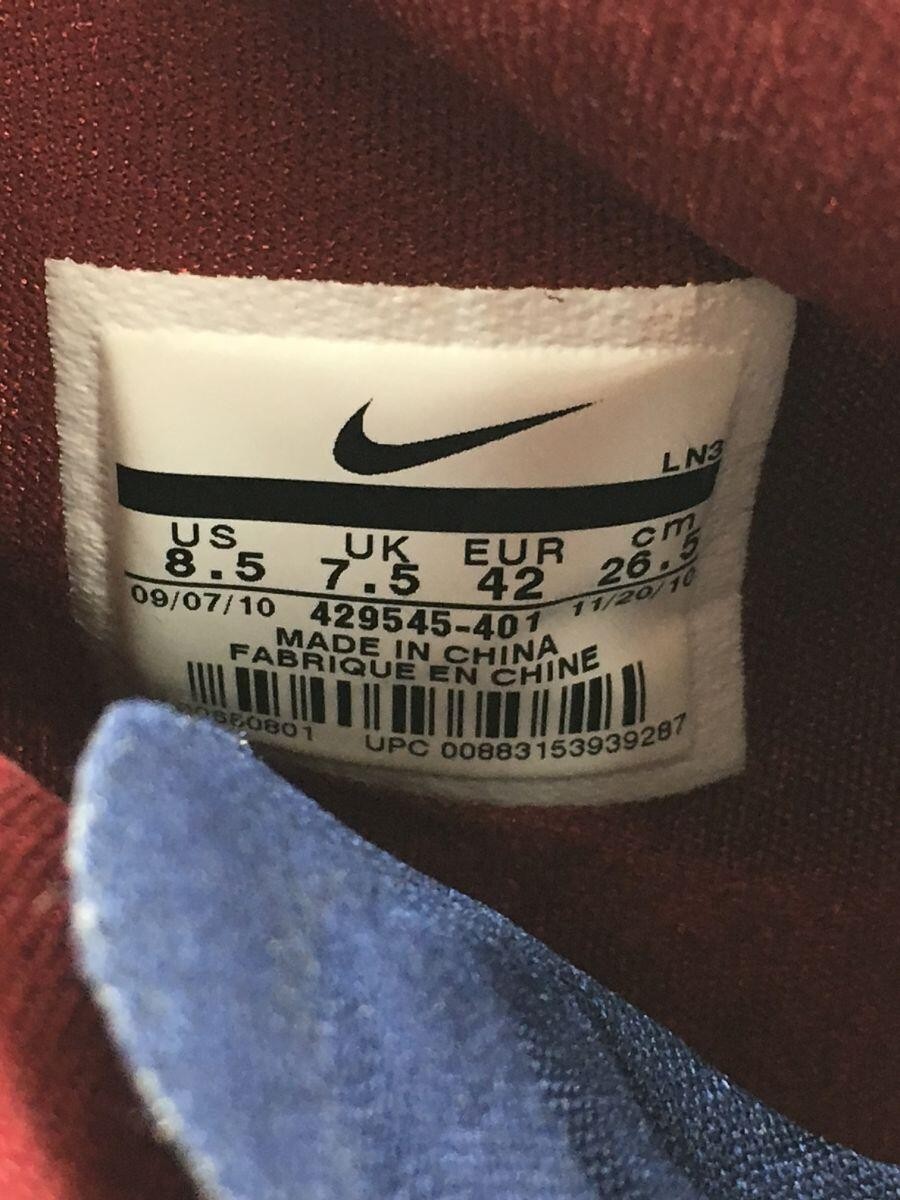 LN3
US UK EUR cm
8.5 7.5 42 26.5
09/07/10 429545-401 11/20/10
MADE IN CHINA
FABRIQUE EN CHINE
UPC 00883153939287